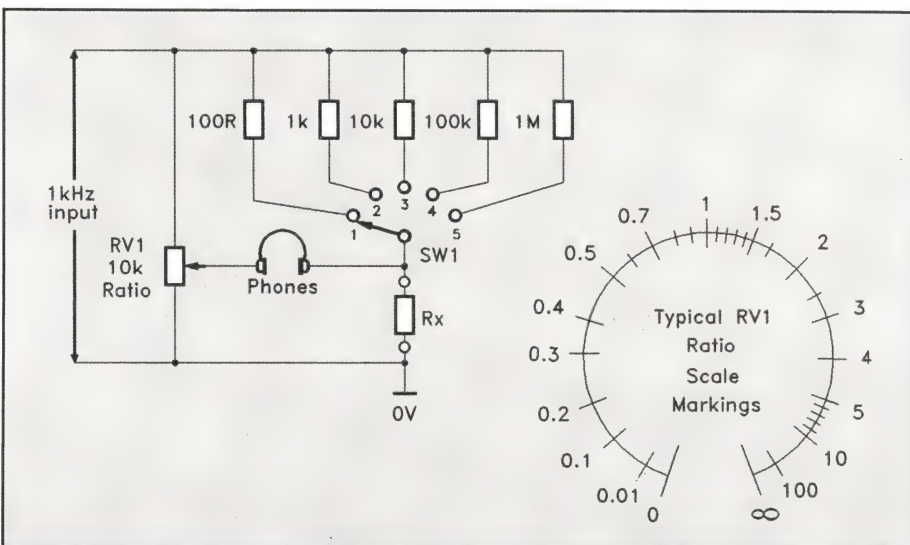 100R
1k
10k
100k
1M
1kHz
input
1
2
3
4
5
SW1
RV1
10k
Ratio
Phones
Rx
0V
Typical RV1
Ratio
Scale
Markings
0
0.01
0.1
0.2
0.3
0.4
0.5
0.7
1
1.5
2
3
4
5
10
100
∞